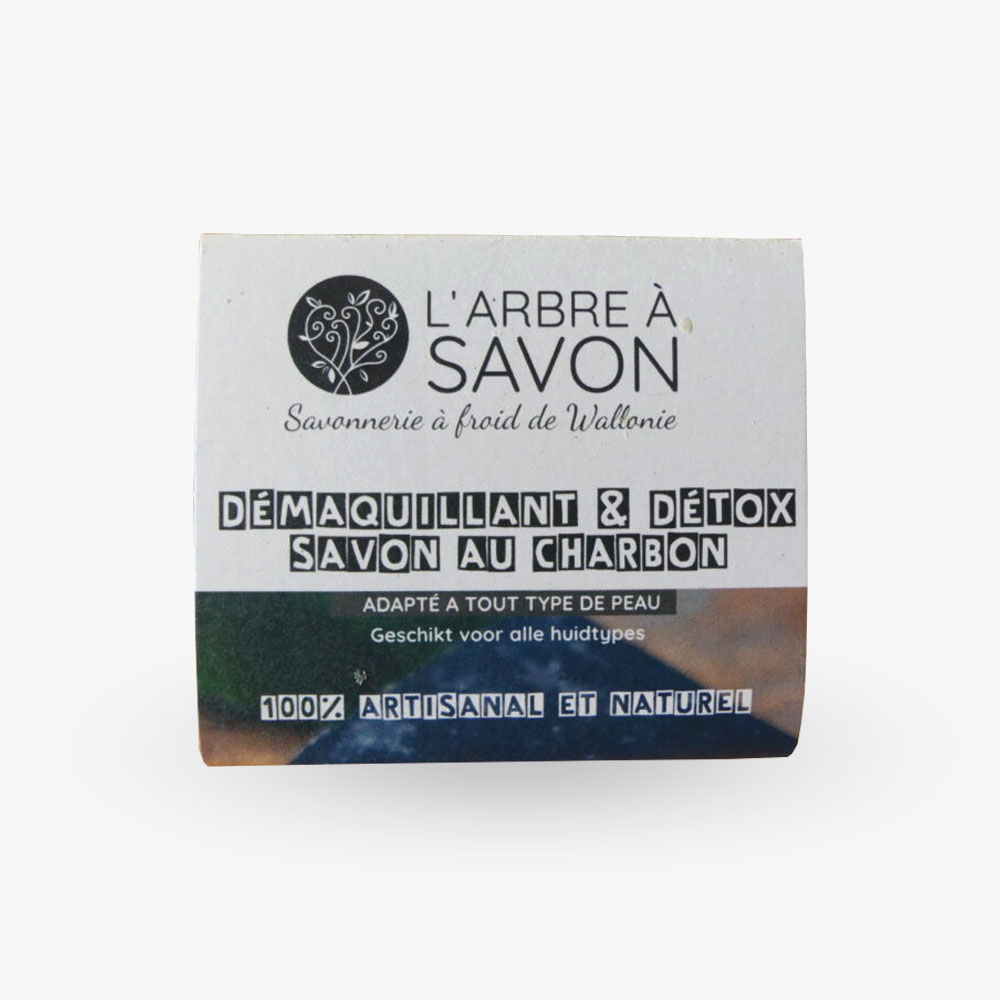 L'ARBRE À
SAVON
Savonnerie à froid de Wallonie
DÉMAQUILLANT & DÉTOX
SAVON AU CHARBON
ADAPTÉ A TOUT TYPE DE PEAU
Geschikt voor alle huidtypes
100% ARTISANAL ET NATUREL